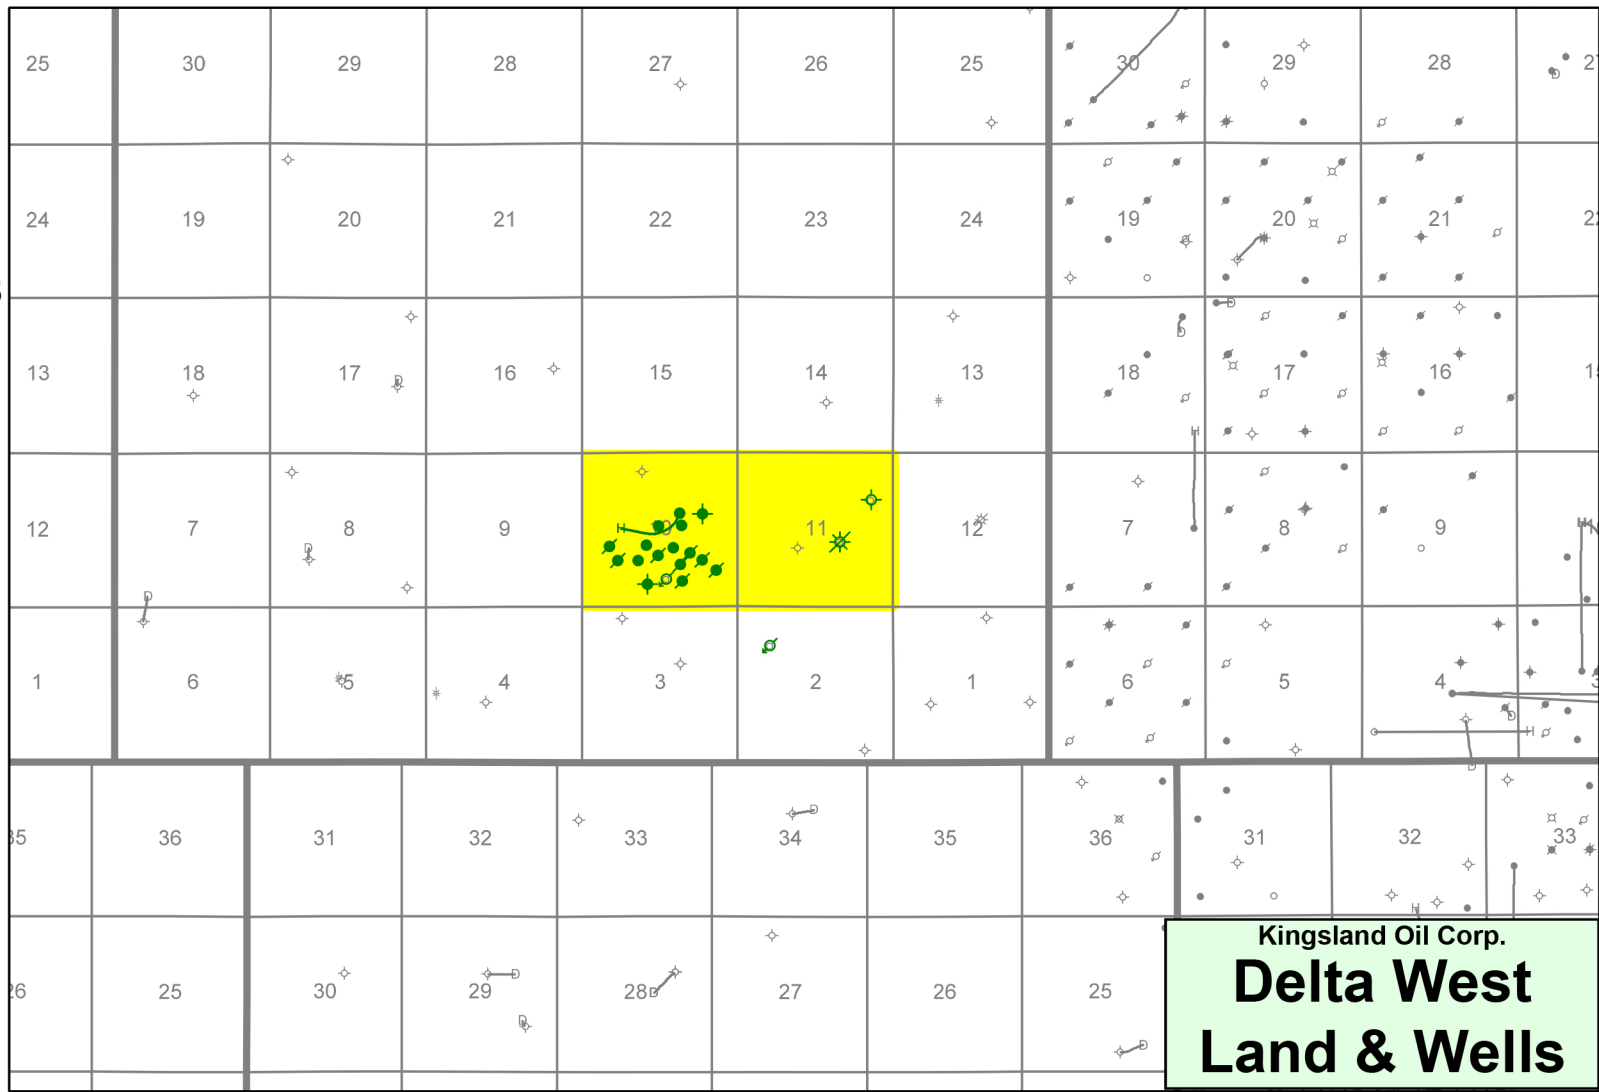 25 30 29 28 27 26 25 30 29 28
24 19 20 21 22 23 24 19 20 21
13 18 17 16 15 14 13 18 17 16
12 7 8 9 10 11 12 7 8 9
1 6 5 4 3 2 1 6 5 4
36 31 32 33 34 35 36 31 32 33
25 30 29 28 27 26 25
Kingsland Oil Corp.
Delta West
Land & Wells